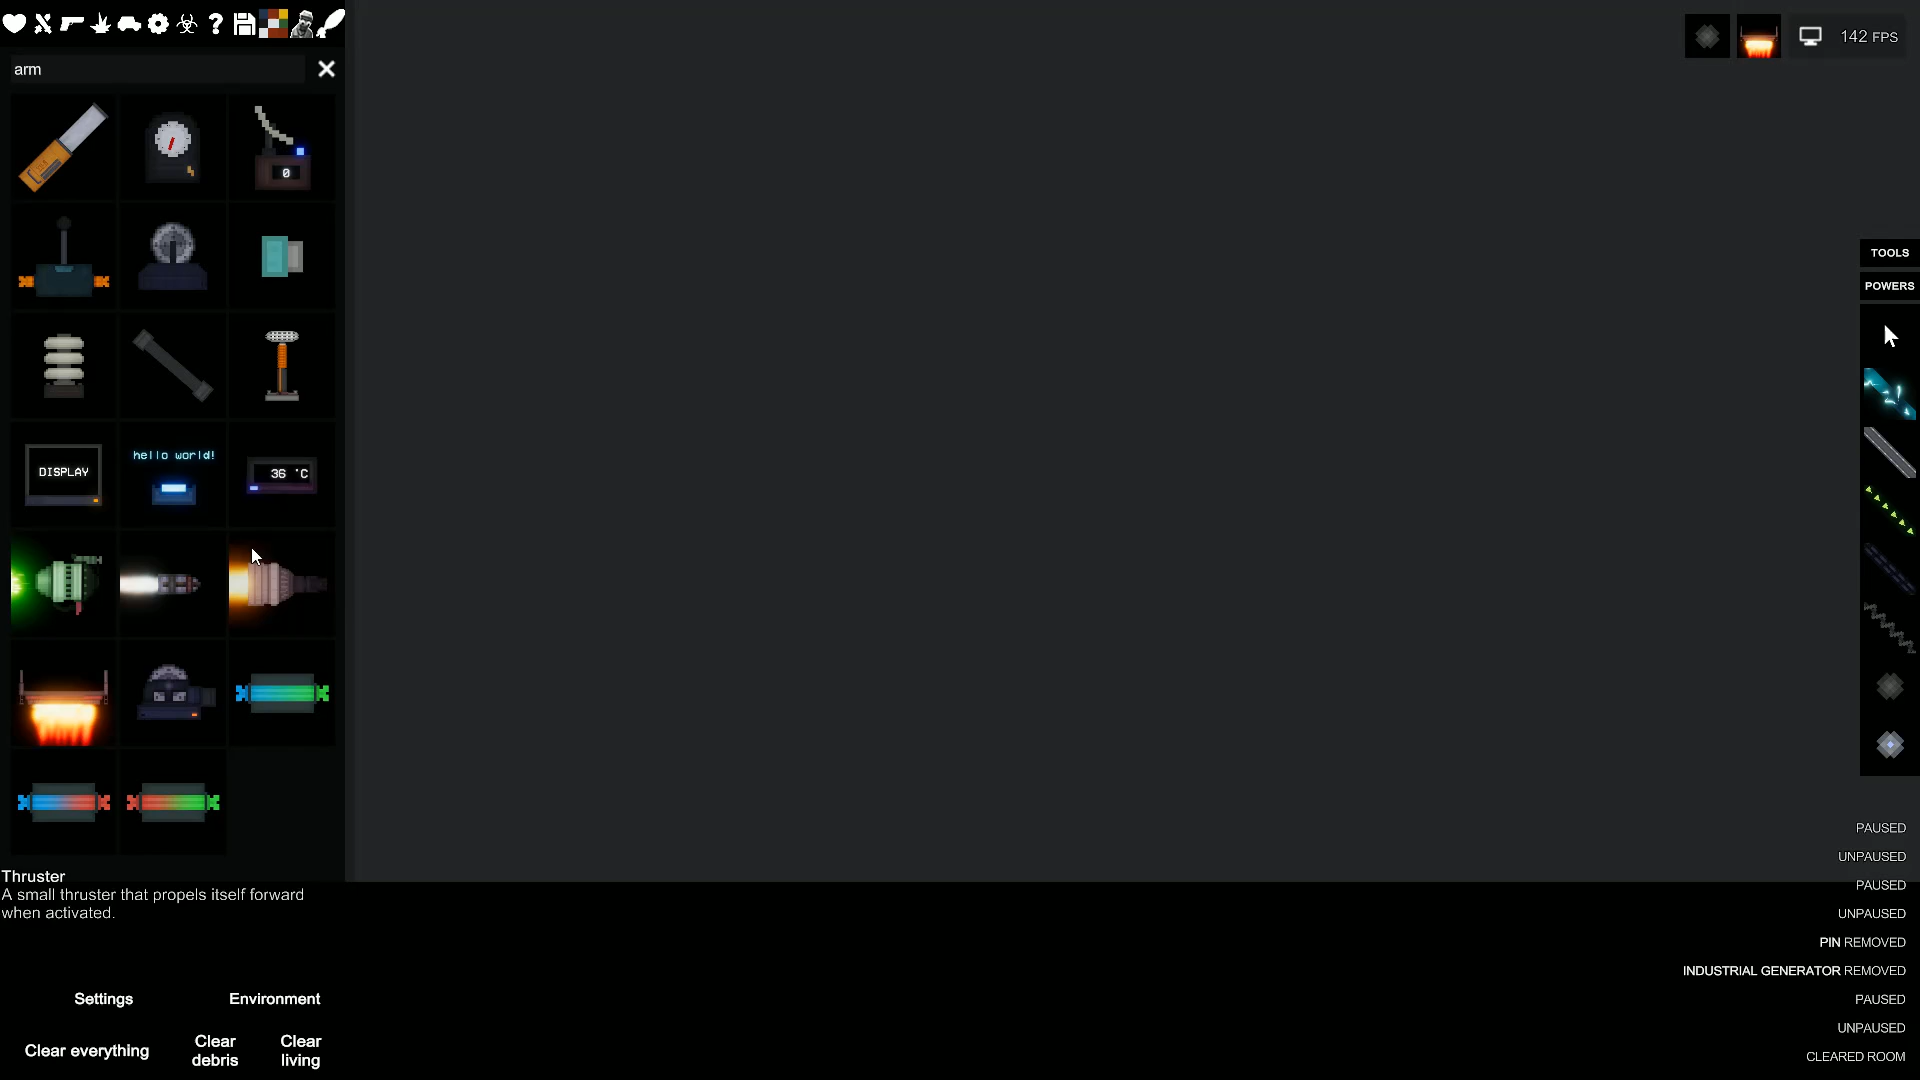 142 FPS
arm
0
TOOLS
POWERS
DISPLAY
hello world!
36 °C
Thruster
A small thruster that propels itself forward
when activated.
Settings
Environment
Clear everything
Clear
debris
Clear
living
PAUSED
UNPAUSED
PAUSED
UNPAUSED
PIN REMOVED
INDUSTRIAL GENERATOR REMOVED
PAUSED
UNPAUSED
CLEARED ROOM